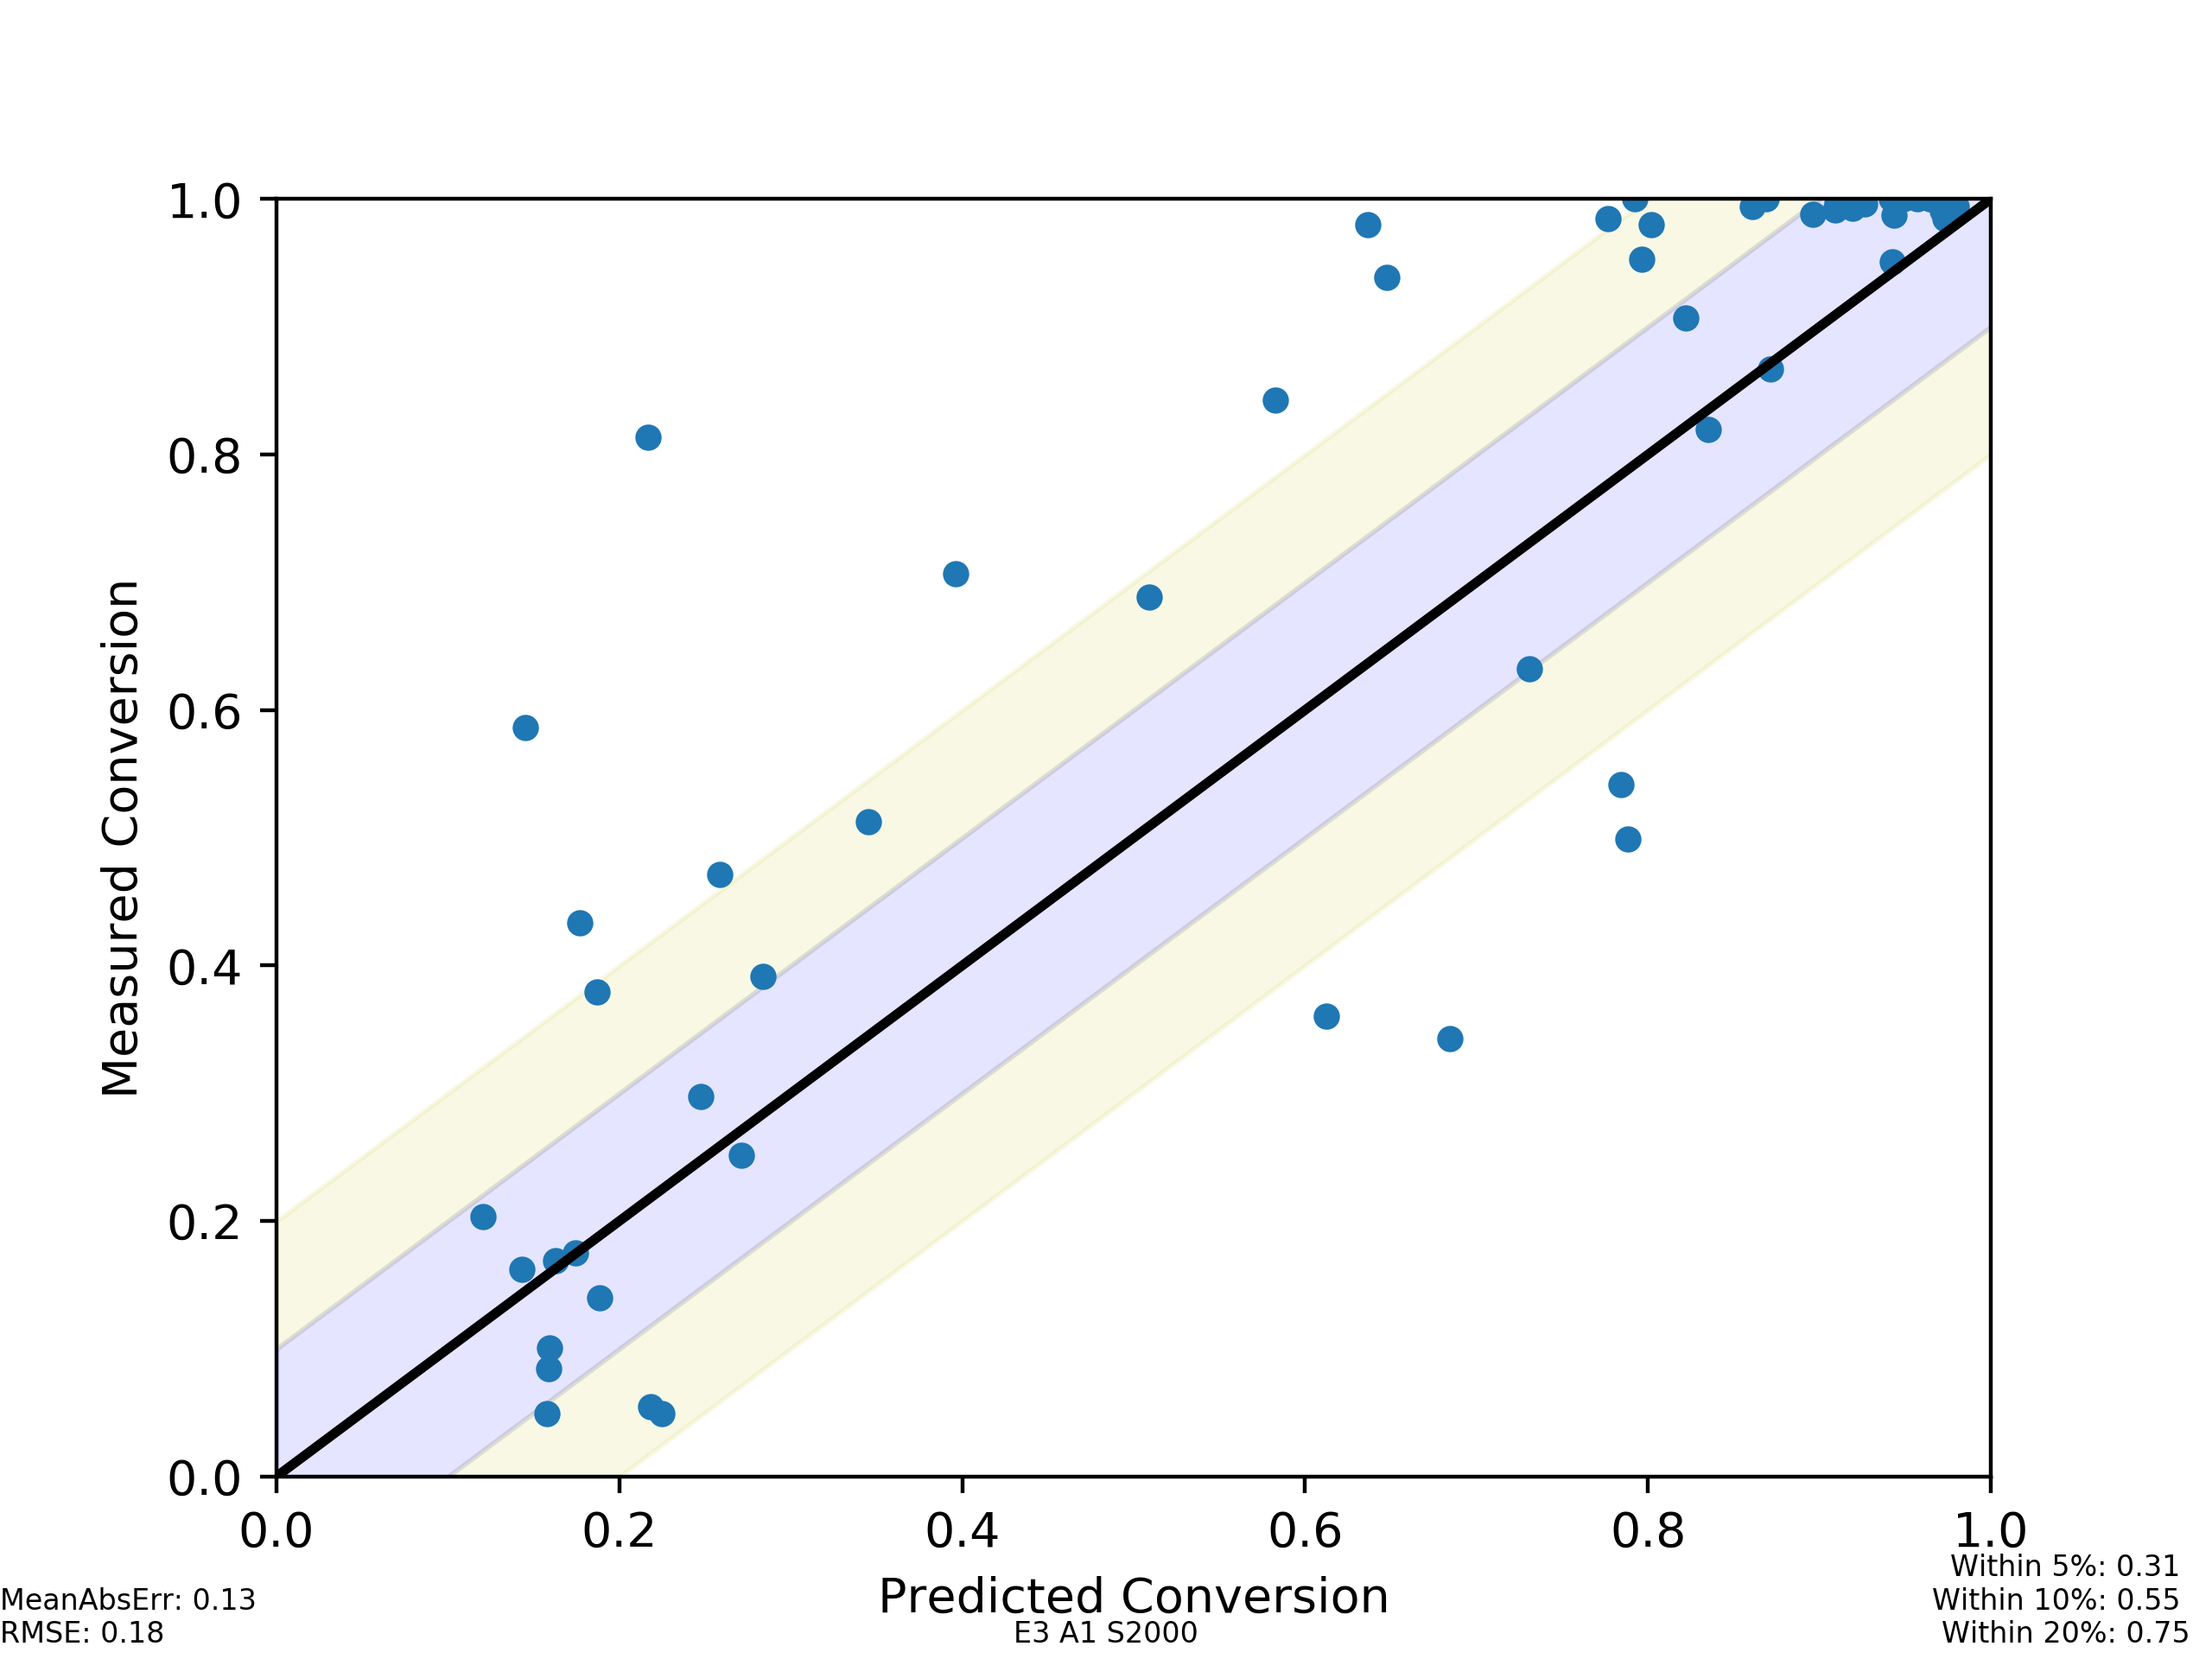 1.0
0.8
0.6
0.4
0.2
0.0
Measured Conversion
0.0 0.2 0.4 0.6 0.8 1.0
Predicted Conversion
MeanAbsErr: 0.13
RMSE: 0.18
E3 A1 S2000
Within 5%: 0.31
Within 10%: 0.55
Within 20%: 0.75